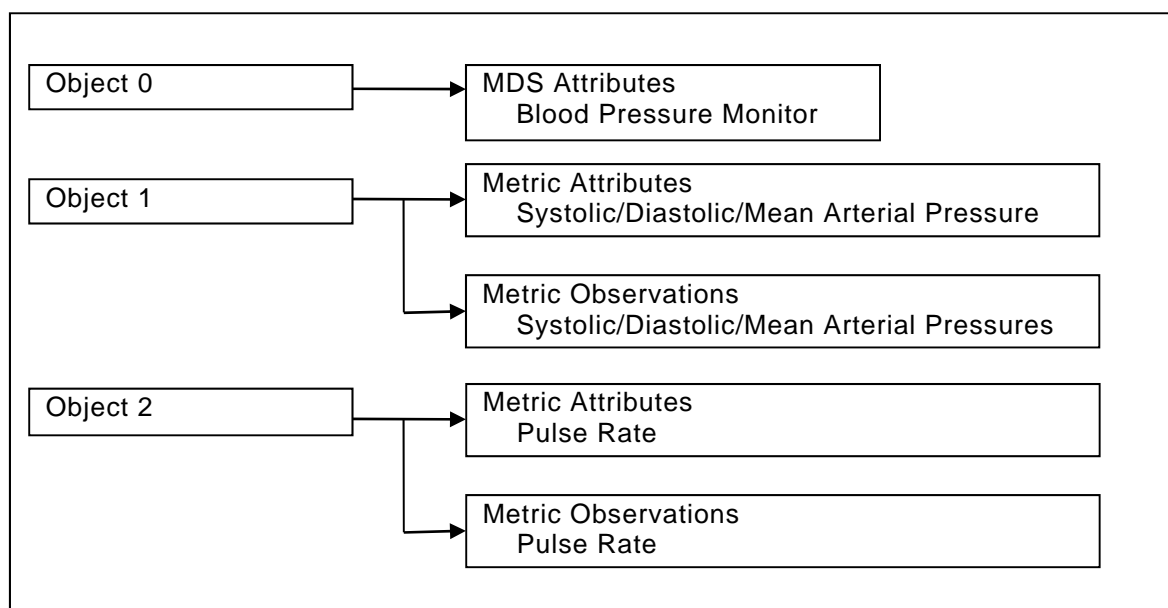 Object 0
MDS Attributes
Blood Pressure Monitor
Object 1
Metric Attributes
Systolic/Diastolic/Mean Arterial Pressure
Metric Observations
Systolic/Diastolic/Mean Arterial Pressures
Object 2
Metric Attributes
Pulse Rate
Metric Observations
Pulse Rate